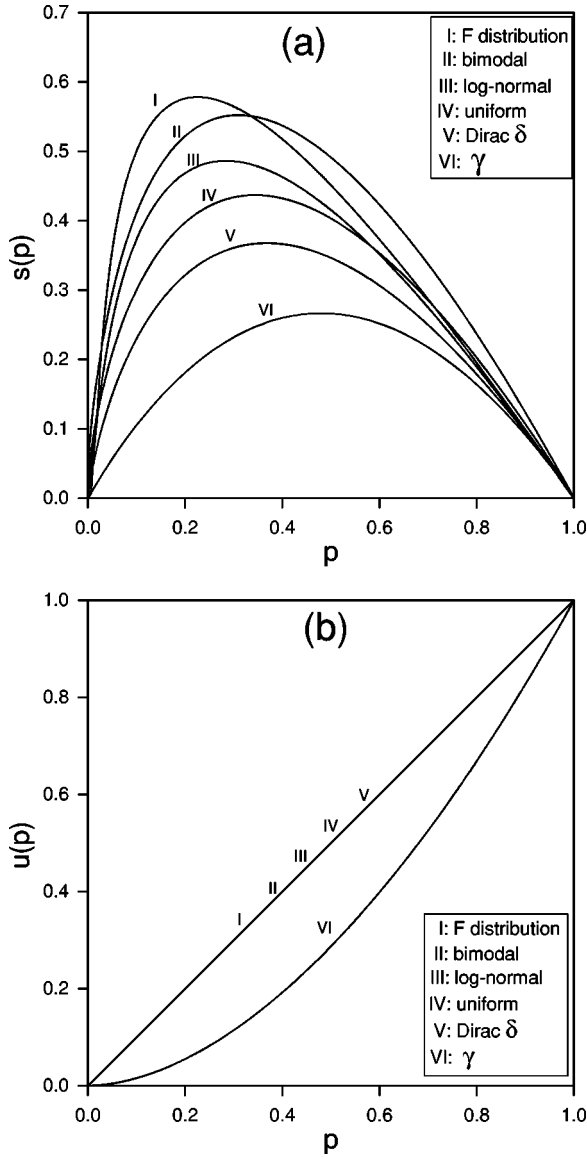 0.7
(a)
I: F distribution
II: bimodal
III: log-normal
IV: uniform
V: Dirac δ
VI: γ
0.6
0.5
0.4
0.3
0.2
0.1
0.0
s(p)
I
II
III
IV
V
VI
0.0 0.2 0.4 0.6 0.8 1.0
p
1.0
(b)
0.8
0.6
0.4
0.2
0.0
u(p)
V
IV
III
II
I
VI
I: F distribution
II: bimodal
III: log-normal
IV: uniform
V: Dirac δ
VI: γ
0.0 0.2 0.4 0.6 0.8 1.0
p